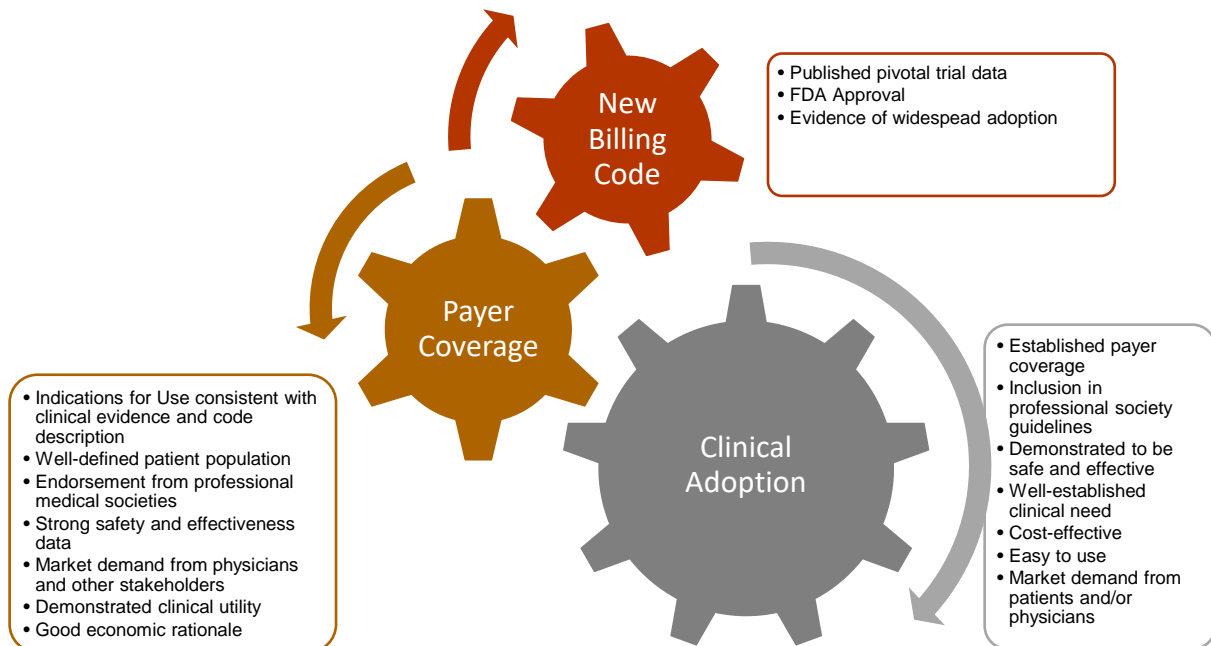 New
Billing
Code
• Published pivotal trial data
• FDA Approval
• Evidence of widespead adoption
Payer
Coverage
• Indications for Use consistent with
clinical evidence and code
description
• Well-defined patient population
• Endorsement from professional
medical societies
• Strong safety and effectiveness
data
• Market demand from physicians
and other stakeholders
• Demonstrated clinical utility
• Good economic rationale
Clinical
Adoption
• Established payer
coverage
• Inclusion in
professional society
guidelines
• Demonstrated to be
safe and effective
• Well-established
clinical need
• Cost-effective
• Easy to use
• Market demand from
patients and/or
physicians